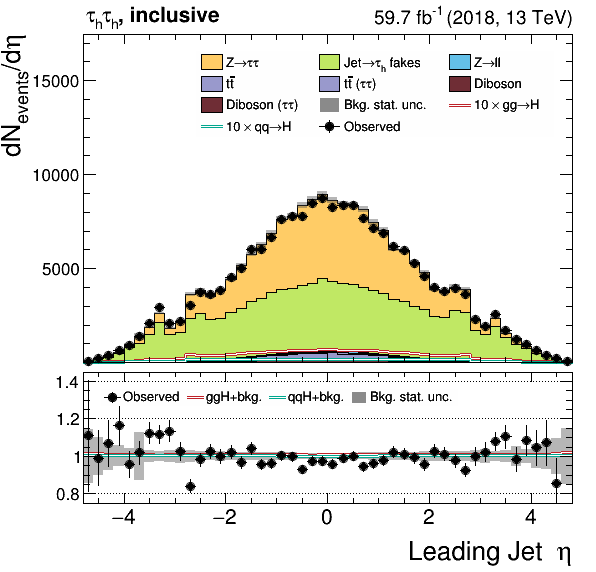 τhτh, inclusive 59.7 fb⁻¹ (2018, 13 TeV)
dNevents/dη
15000
10000
5000
Z→ττ Jet→τh fakes Z→ll
tt̄ tt̄ (ττ) Diboson
Diboson (ττ) Bkg. stat. unc. 10 × gg→H
10 × qq→H Observed
1.4
1.2
1
0.8
Observed ggH+bkg. qqH+bkg. Bkg. stat. unc.
−4 −2 0 2 4
Leading Jet η